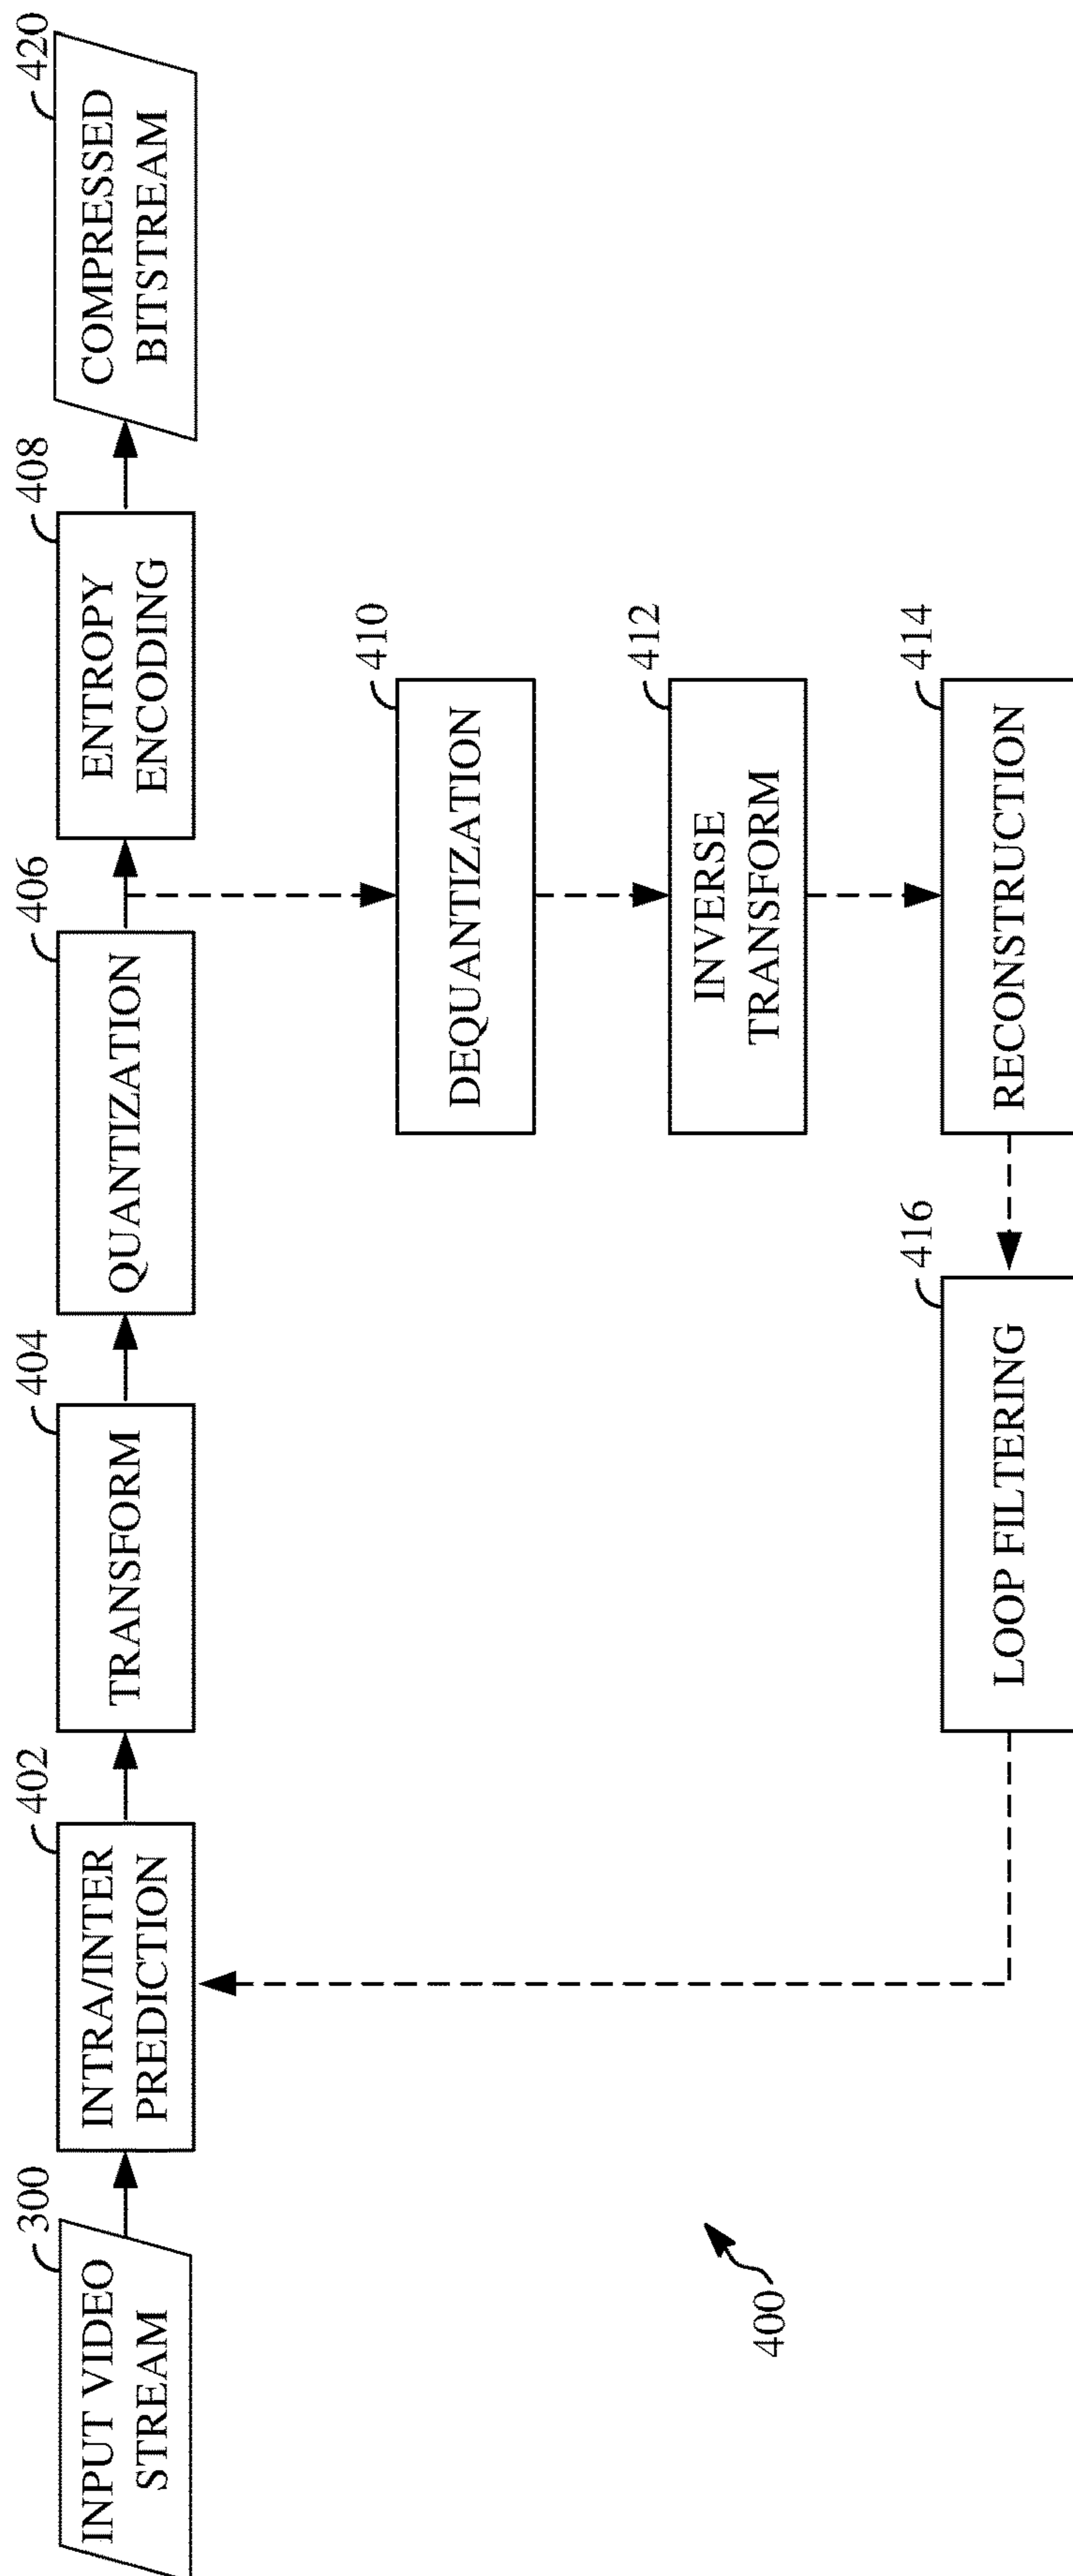 300
INPUT VIDEO
STREAM
402
INTRA/INTER
PREDICTION
404
TRANSFORM
406
QUANTIZATION
408
ENTROPY
ENCODING
420
COMPRESSED
BITSTREAM
410
DEQUANTIZATION
412
INVERSE
TRANSFORM
414
RECONSTRUCTION
416
LOOP FILTERING
400